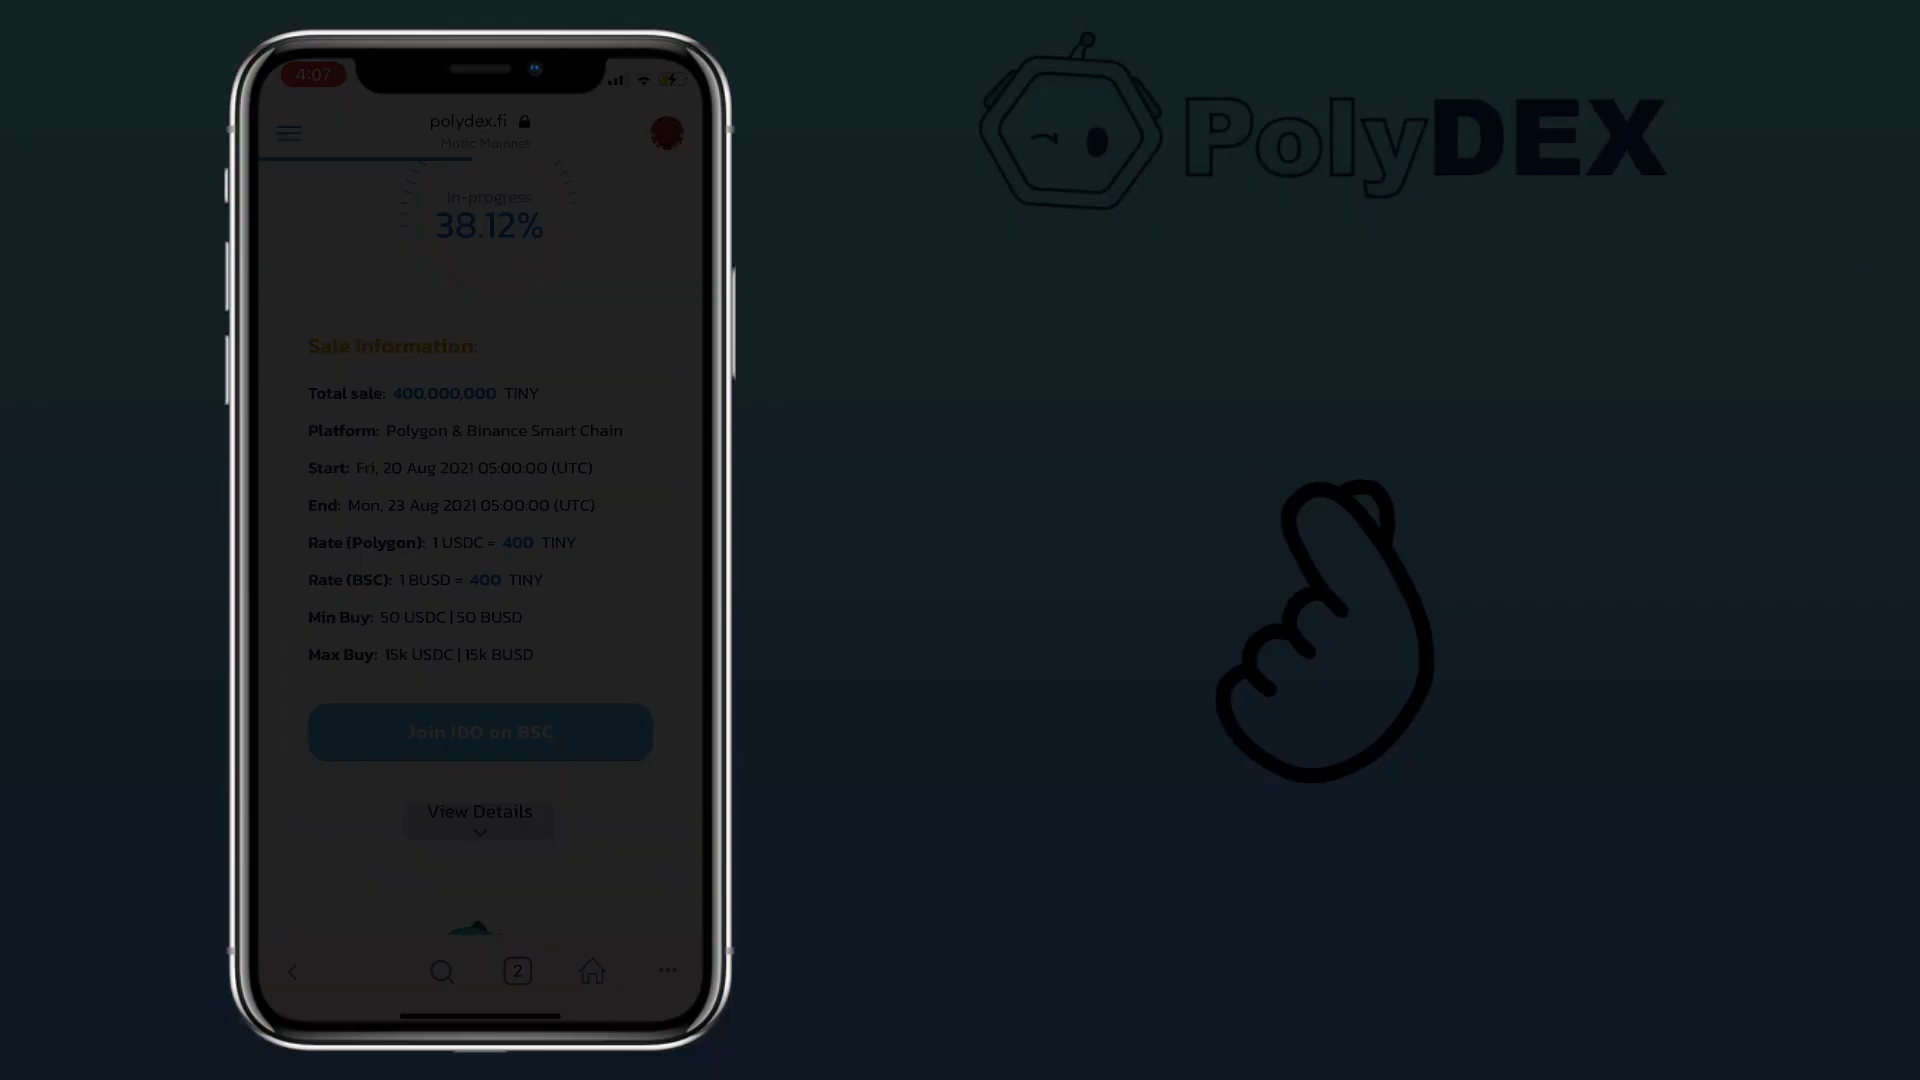 4:07
polydex.fi
Matic Mainnet
In-progress
38.12%
Sale Information:
Total sale: 400,000,000 TINY
Platform: Polygon & Binance Smart Chain
Start: Fri, 20 Aug 2021 05:00:00 (UTC)
End: Mon, 23 Aug 2021 05:00:00 (UTC)
Rate (Polygon): 1 USDC = 400 TINY
Rate (BSC): 1 BUSD = 400 TINY
Min Buy: 50 USDC | 50 BUSD
Max Buy: 15k USDC | 15k BUSD
Join IDO on BSC
View Details
2
PolyDEX